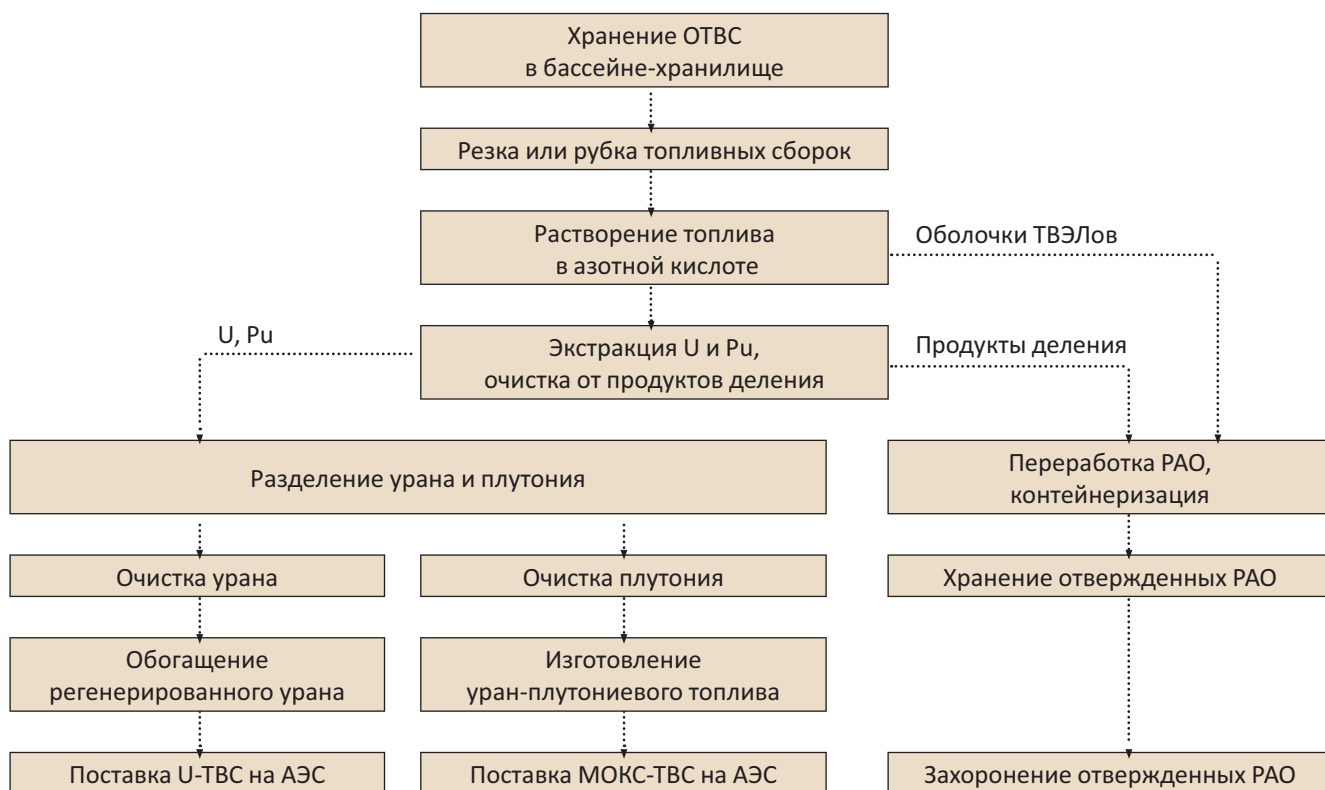 Хранение ОТВС
в бассейне-хранилище
Резка или рубка топливных сборок
Растворение топлива
в азотной кислоте
Оболочки ТВЭЛов
U, Pu
Экстракция U и Pu,
очистка от продуктов деления
Продукты деления
Разделение урана и плутония
Переработка РАО,
контейнеризация
Очистка урана
Очистка плутония
Хранение отвержденных РАО
Обогащение
регенерированного урана
Изготовление
уран-плутониевого топлива
Поставка U-ТВС на АЭС
Поставка МОКС-ТВС на АЭС
Захоронение отвержденных РАО